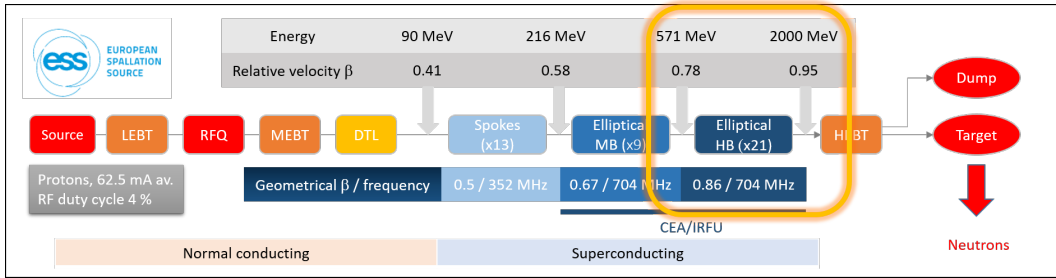 ess
EUROPEAN
SPALLATION
SOURCE
Energy 90 MeV 216 MeV 571 MeV 2000 MeV
Relative velocity β 0.41 0.58 0.78 0.95
Dump
Source LEBT RFQ MEBT DTL Spokes (x13) Elliptical MB (x9) Elliptical HB (x21) HEBT Target
Protons, 62.5 mA av.
RF duty cycle 4 %
Geometrical β / frequency 0.5 / 352 MHz 0.67 / 704 MHz 0.86 / 704 MHz
CEA/IRFU
Normal conducting Superconducting
Neutrons